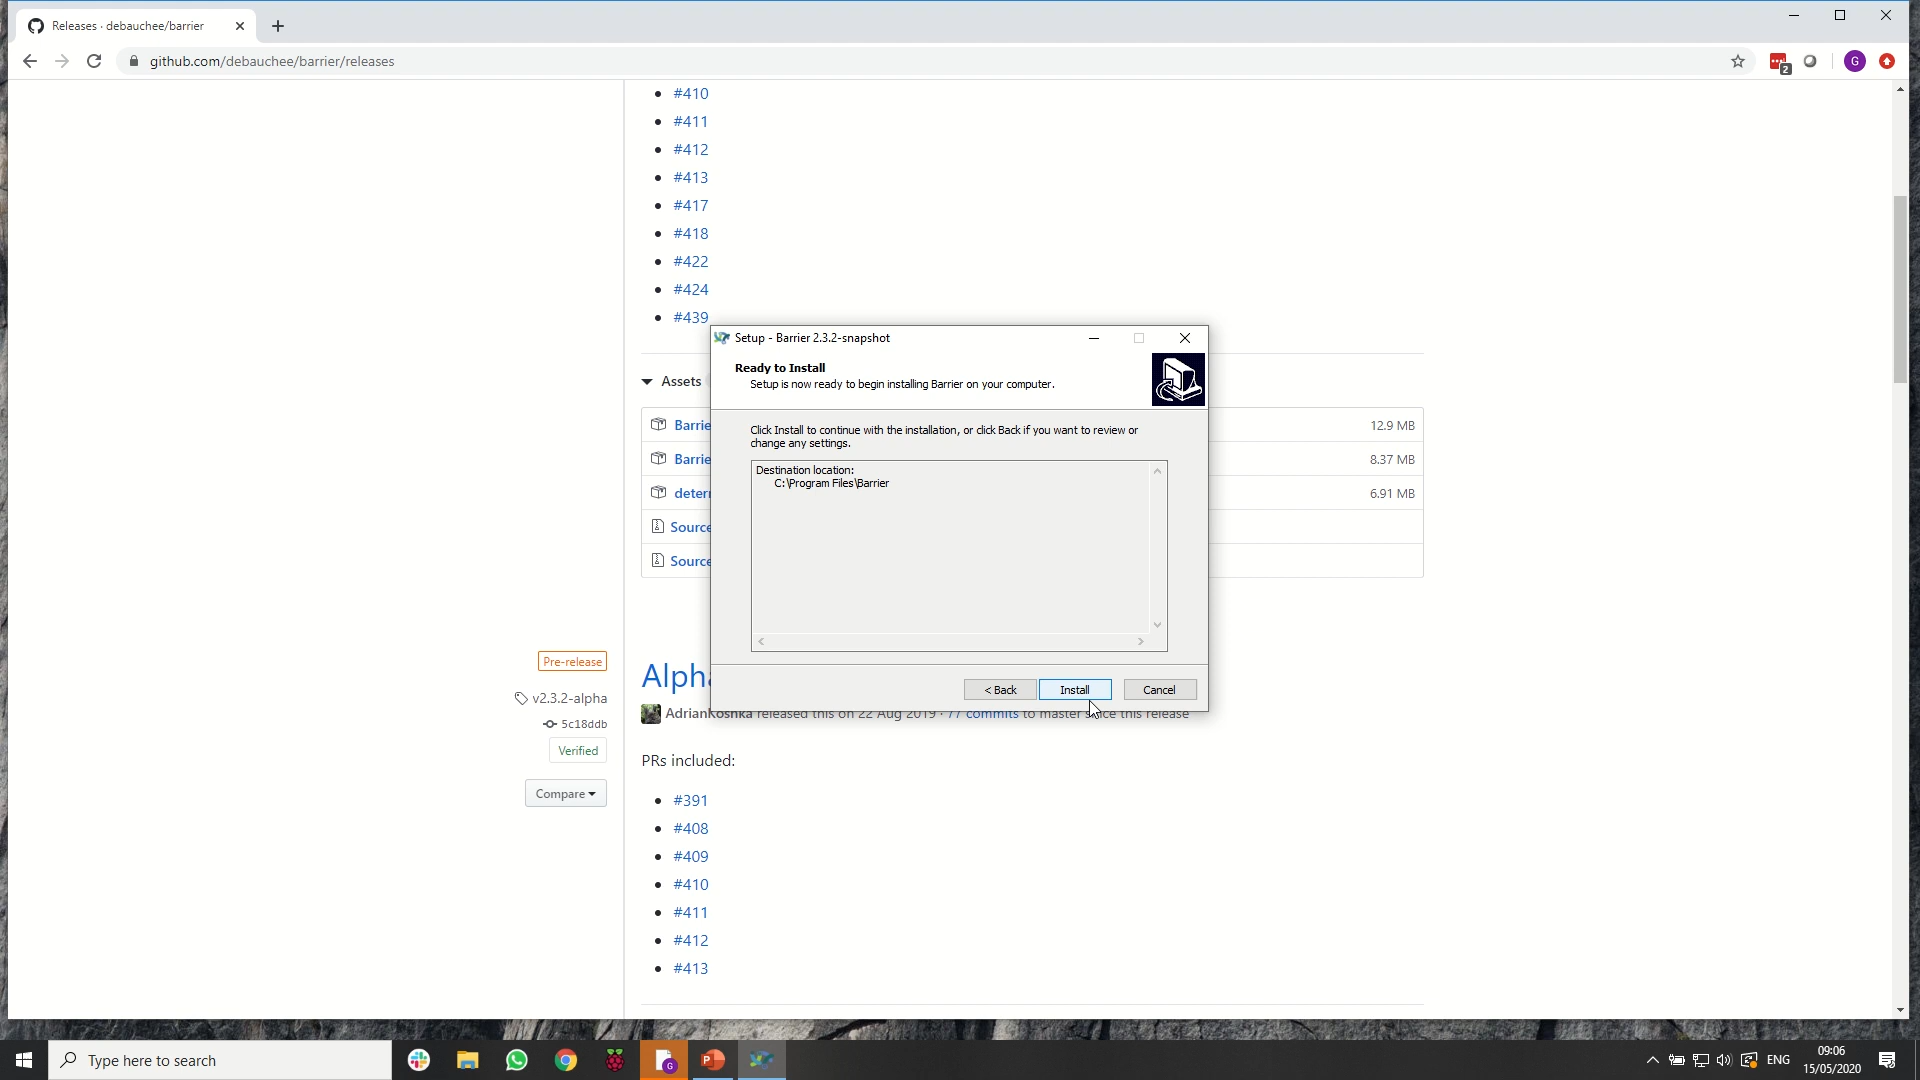 Releases · debauchee/barrier
github.com/debauchee/barrier/releases
2
G
#410
#411
#412
#413
#417
#418
#422
#424
#439
Setup - Barrier 2.3.2-snapshot
Ready to Install
Setup is now ready to begin installing Barrier on your computer.
Click Install to continue with the installation, or click Back if you want to review or
change any settings.
Destination location:
C:\Program Files\Barrier
< Back
Install
Cancel
Assets
Barrie
12.9 MB
Barrie
8.37 MB
deter
6.91 MB
Source
Source
Pre-release
v2.3.2-alpha
5c18ddb
Verified
Compare
Alpha
AdrianKoshka released this on 22 Aug 2019 · 77 commits to master since this release
PRs included:
#391
#408
#409
#410
#411
#412
#413
Type here to search
G
P
ENG
09:06
15/05/2020